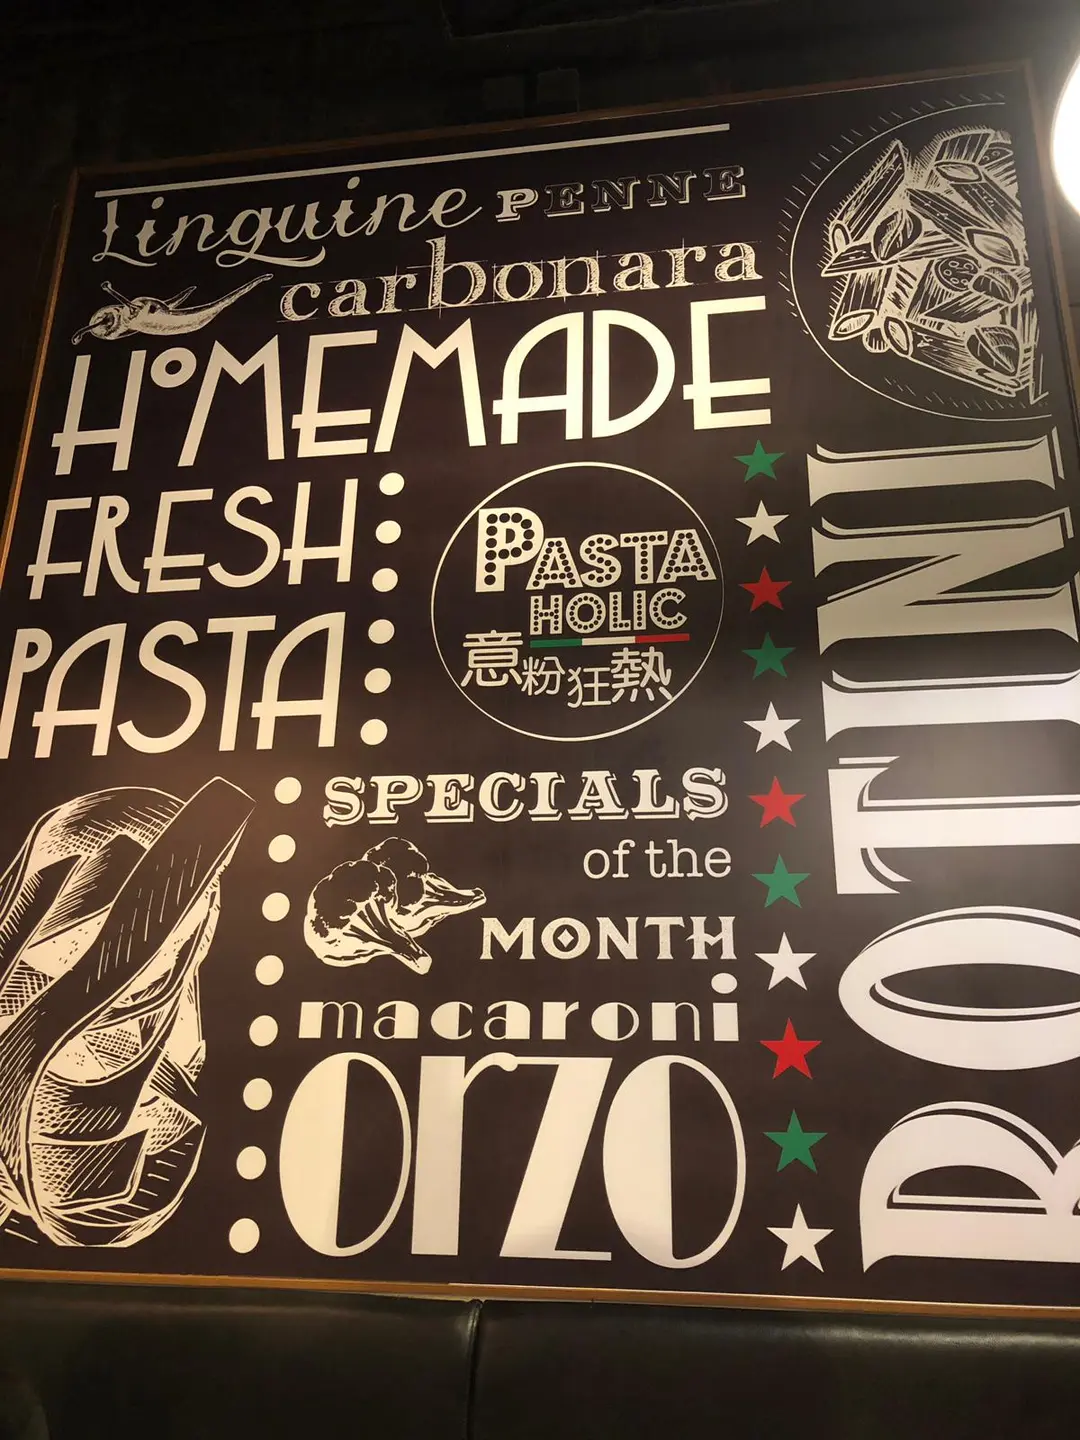 Linguine PENNE
carbonara
HOMEMADE
FRESH
PASTA
PASTA
HOLIC
意粉狂熱
SPECIALS
of the
MONTH
macaroni
orzo
ROTINI